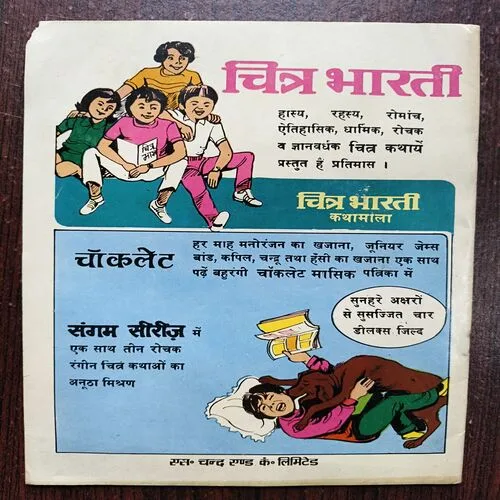 चित्र भारती
हास्य, रहस्य, रोमांच,
ऐतिहासिक, धार्मिक, रोचक
व ज्ञानवर्धक चित्र कथायें
प्रस्तुत हैं प्रतिमास ।
चित्र
चित्र भारती
कथामाला
चॉकलेट
हर माह मनोरंजन का खजाना, जूनियर जेम्स
बांड, कपिल, चन्दू तथा हँसी का खजाना एक साथ
पढ़ें बहुरंगी चॉकलेट मासिक पत्रिका में
सुनहरे अक्षरों
से सुसज्जित चार
डीलक्स जिल्द
संगम सीरीज़ में
एक साथ तीन रोचक
रंगीन चित्र कथाओं का
अनूठा मिश्रण
एस॰ चन्द एण्ड कं॰ लिमिटेड